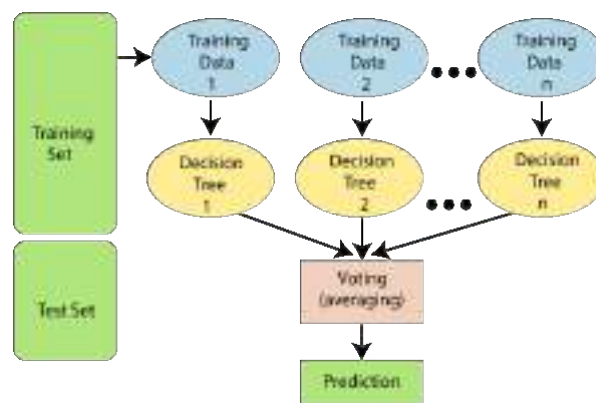 Training
Set
Test Set
Training
Data
1
Training
Data
2
Training
Data
n
Decision
Tree
1
Decision
Tree
2
Decision
Tree
n
Voting
(averaging)
Prediction